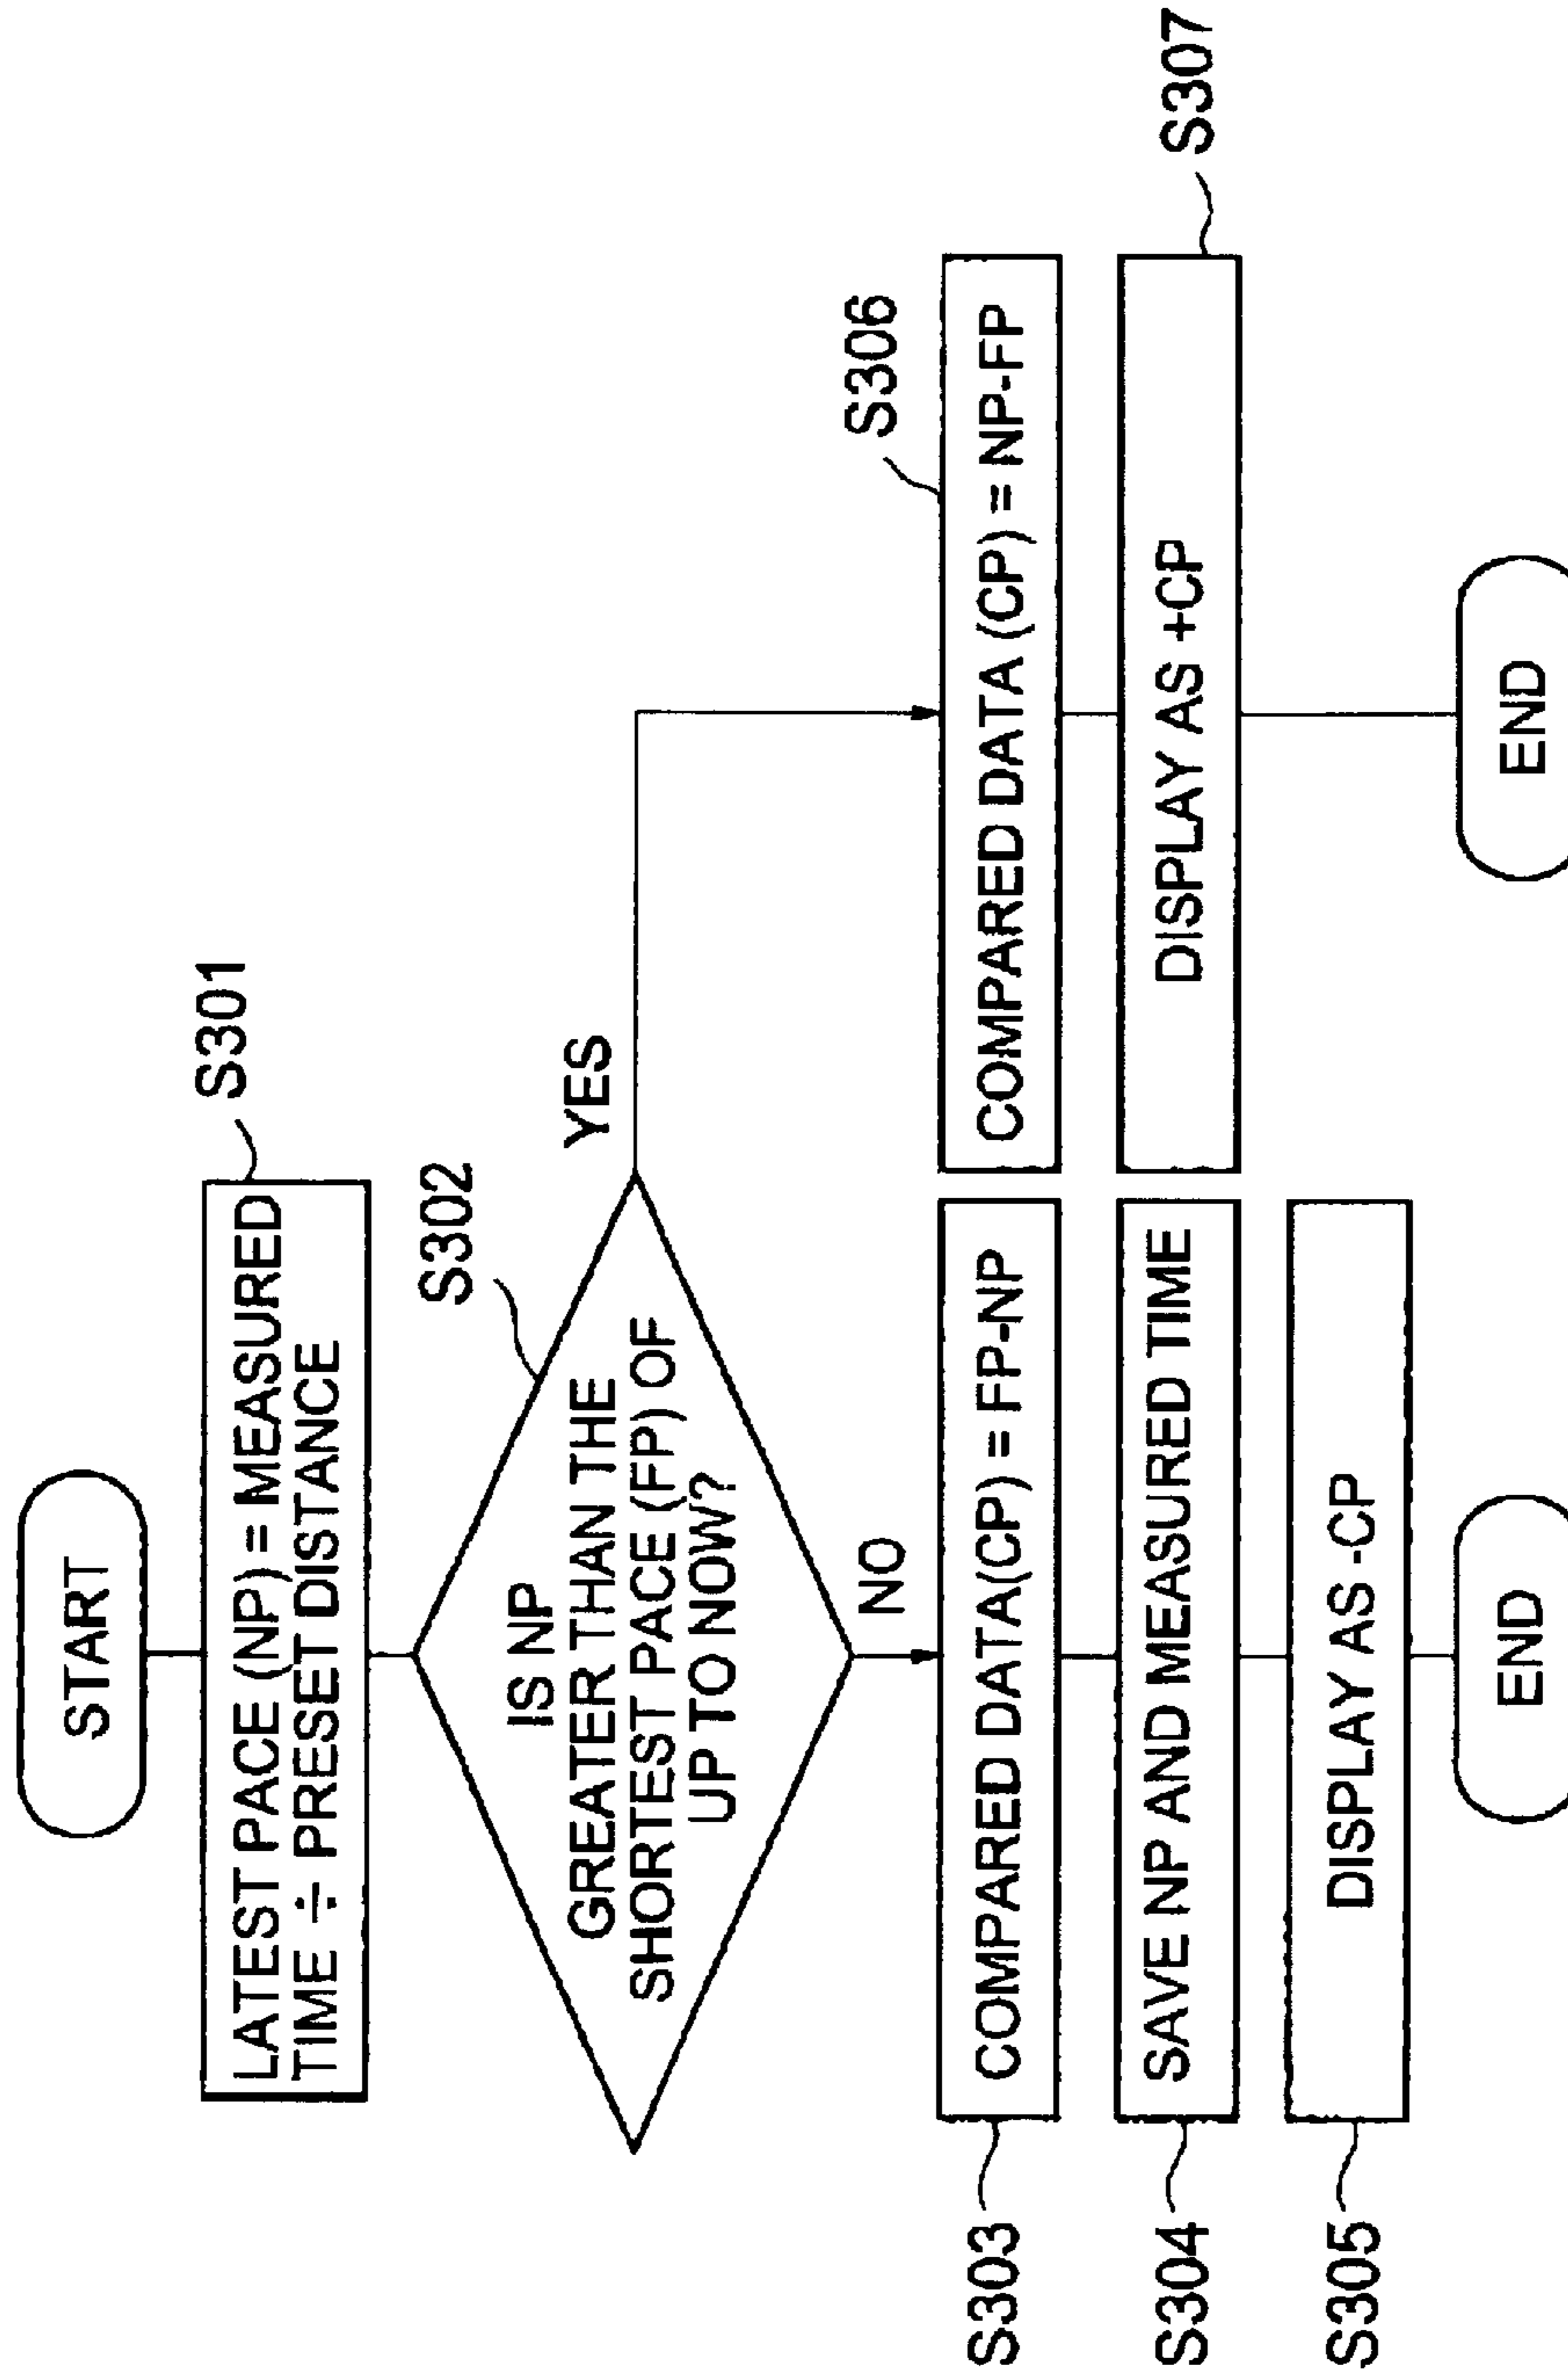 START
S301
LATEST PACE (NP) = MEASURED
TIME ÷ PRESET DISTANCE
S302
IS NP
GREATER THAN THE
SHORTEST PACE (FP) OF
UP TO NOW?
YES
NO
S303
COMPARED DATA(CP) = FP-NP
S304
SAVE NP AND MEASURED TIME
S305
DISPLAY AS -CP
END
S306
COMPARED DATA (CP) = NP-FP
S307
DISPLAY AS +CP
END